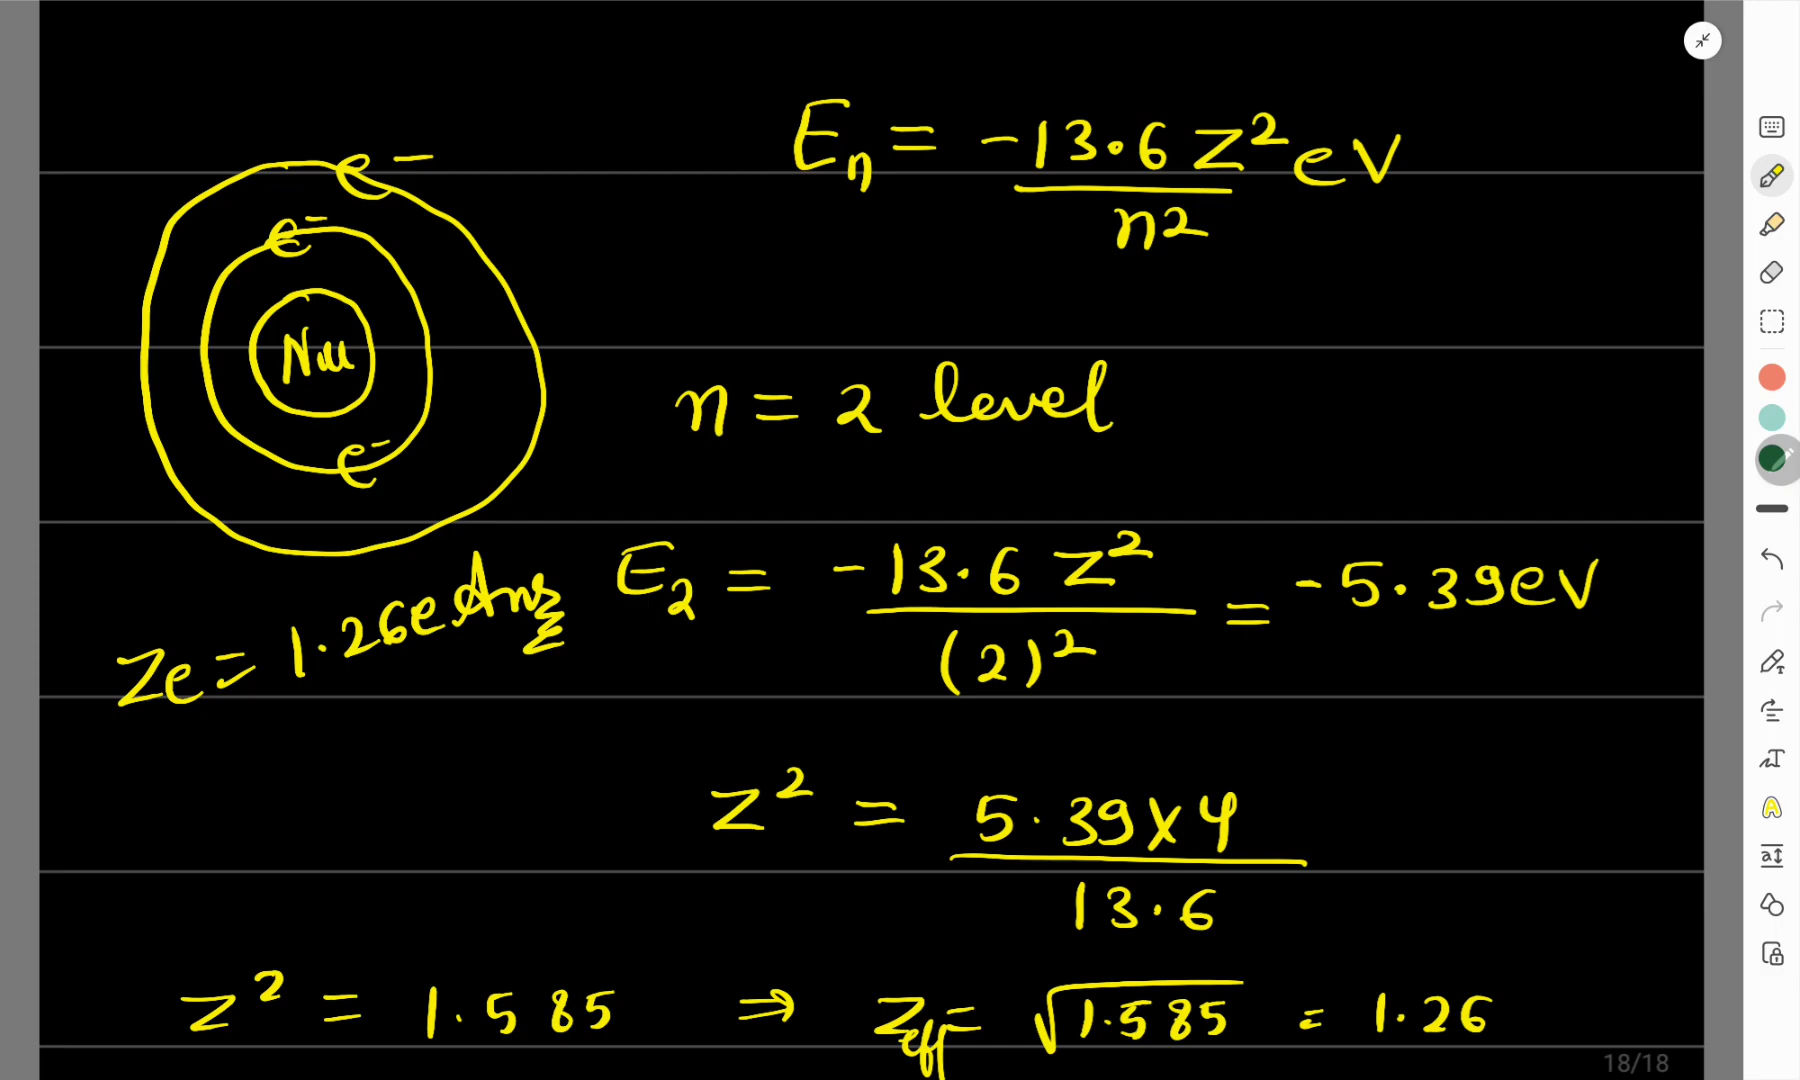 Eₙ = -13.6 Z² eV
n2
e⁻
e⁻
Nu
e⁻
n = 2 level
E₂ = -13.6 Z² = -5.39eV
(2)²
Ze = 1.26e Ans
Z² = 5.39x4
13.6
Z² = 1.585 ⇒ Zeff = √1.585 = 1.26
18/18